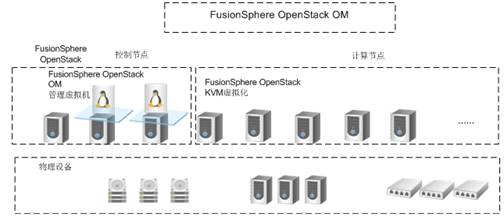 FusionSphere OpenStack OM
FusionSphere
OpenStack
控制节点
计算节点
FusionSphere OpenStack
OM
管理虚拟机
FusionSphere OpenStack
KVM虚拟化
......
物理设备